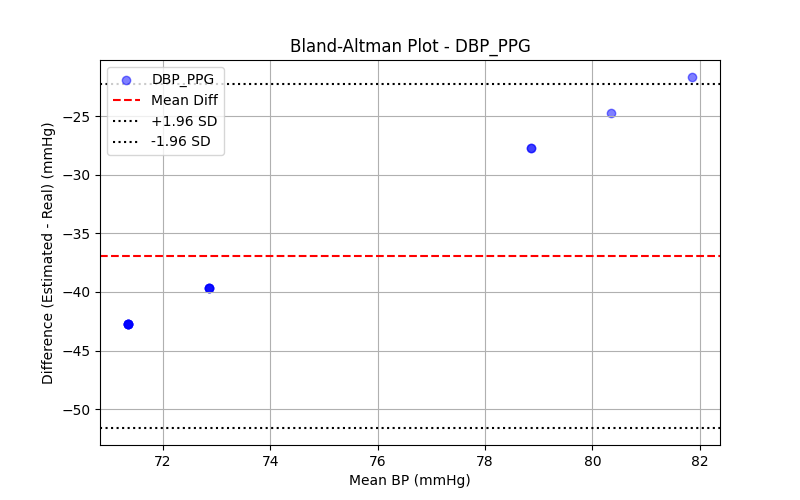 Bland-Altman Plot - DBP_PPG
DBP_PPG
Mean Diff
+1.96 SD
-1.96 SD
Difference (Estimated - Real) (mmHg)
−25
−30
−35
−40
−45
−50
72
74
76
78
80
82
Mean BP (mmHg)